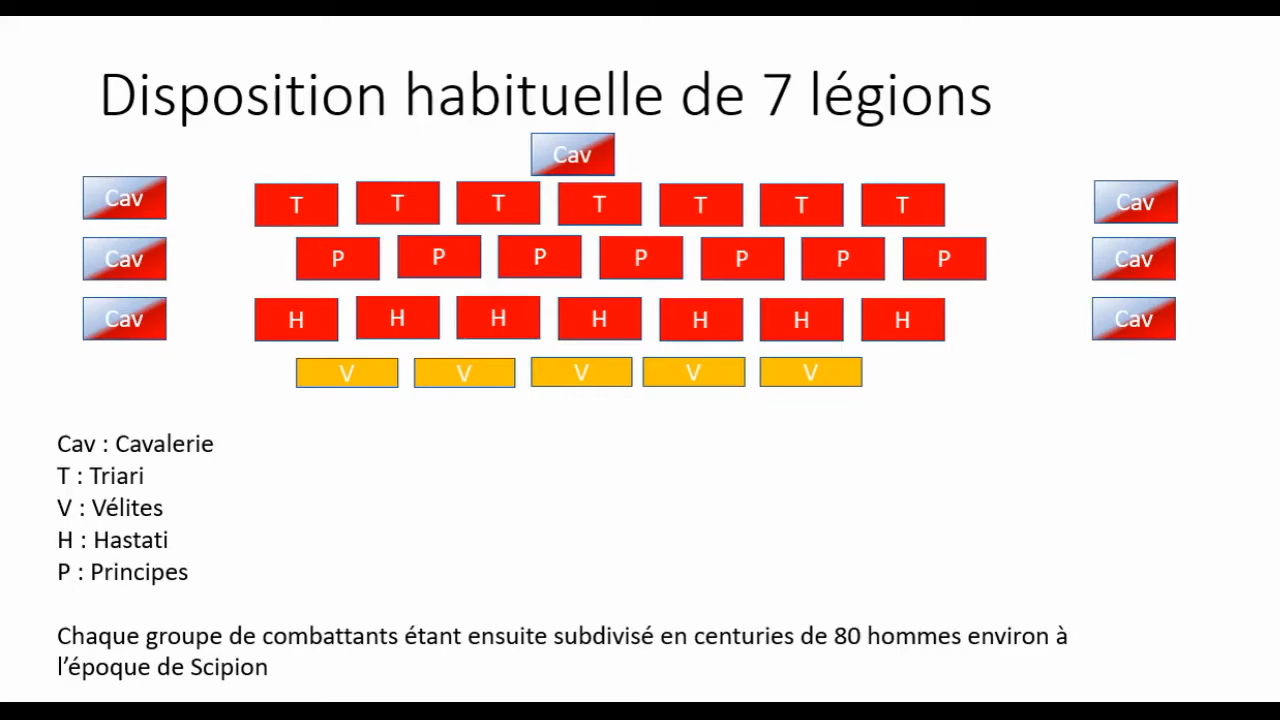 Disposition habituelle de 7 légions
Cav
Cav T T T T T T T Cav
Cav P P P P P P P Cav
Cav H H H H H H H Cav
V V V V V
Cav : Cavalerie
T : Triari
V : Vélites
H : Hastati
P : Principes
Chaque groupe de combattants étant ensuite subdivisé en centuries de 80 hommes environ à
l’époque de Scipion